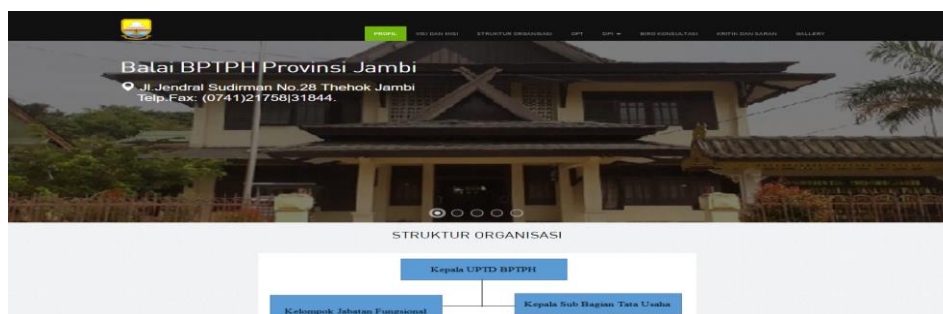 PROFIL VISI DAN MISI STRUKTUR ORGANISASI OPT DPI BIRO KONSULTASI KRITIK DAN SARAN GALLERY
Balai BPTPH Provinsi Jambi
Jl.Jendral Sudirman No.28 Thehok Jambi
Telp.Fax: (0741)21758|31844.
STRUKTUR ORGANISASI
Kepala UPTD BPTPH
Kelompok Jabatan Fungsional
Kepala Sub Bagian Tata Usaha